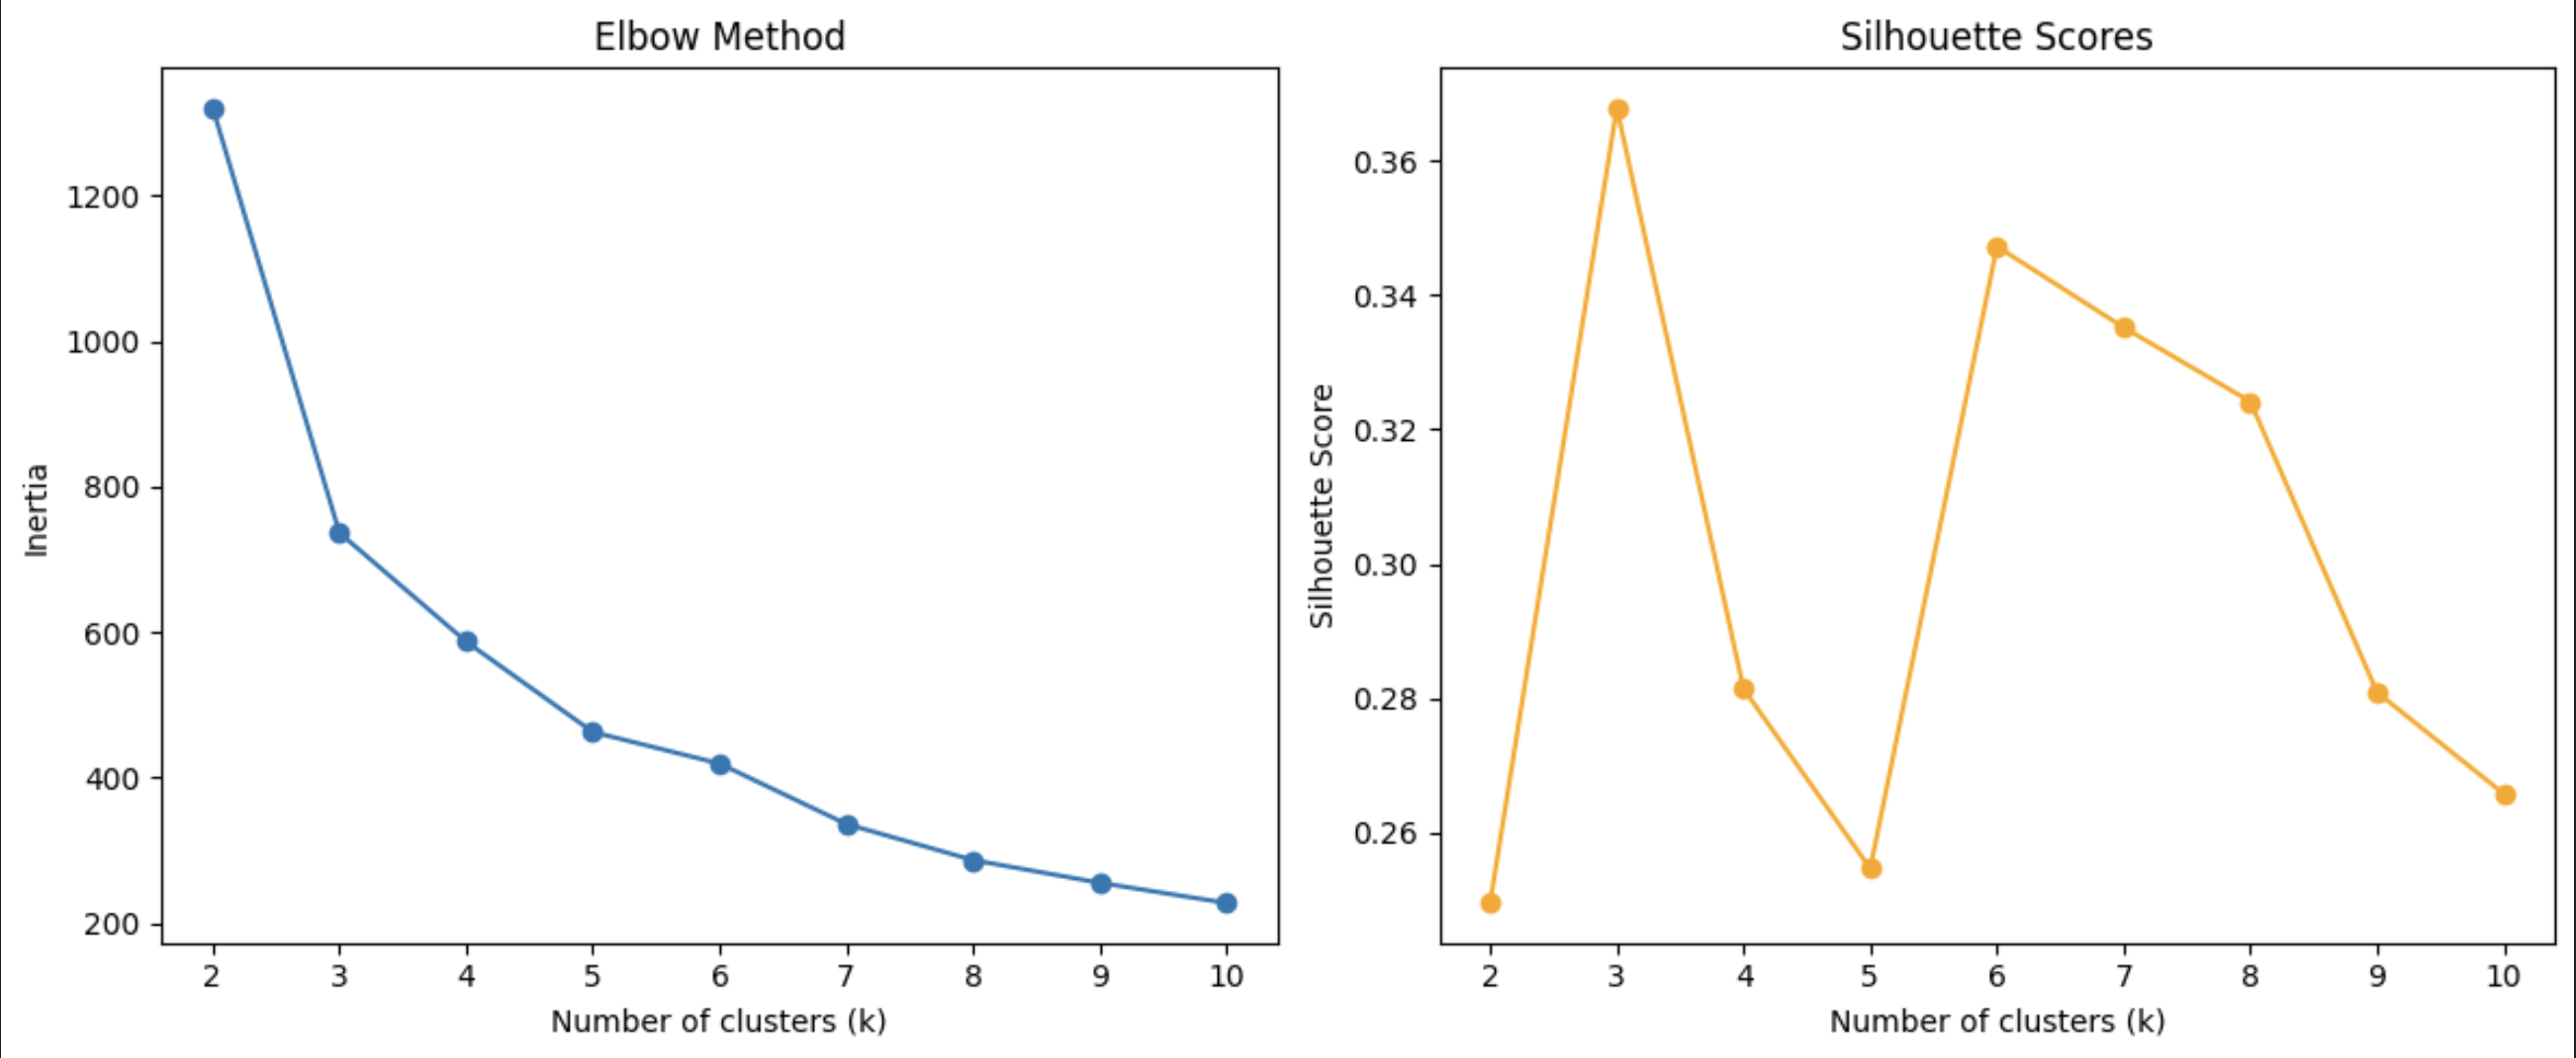 Elbow Method
Inertia
1200
1000
800
600
400
200
2 3 4 5 6 7 8 9 10
Number of clusters (k)
Silhouette Scores
Silhouette Score
0.36
0.34
0.32
0.30
0.28
0.26
2 3 4 5 6 7 8 9 10
Number of clusters (k)